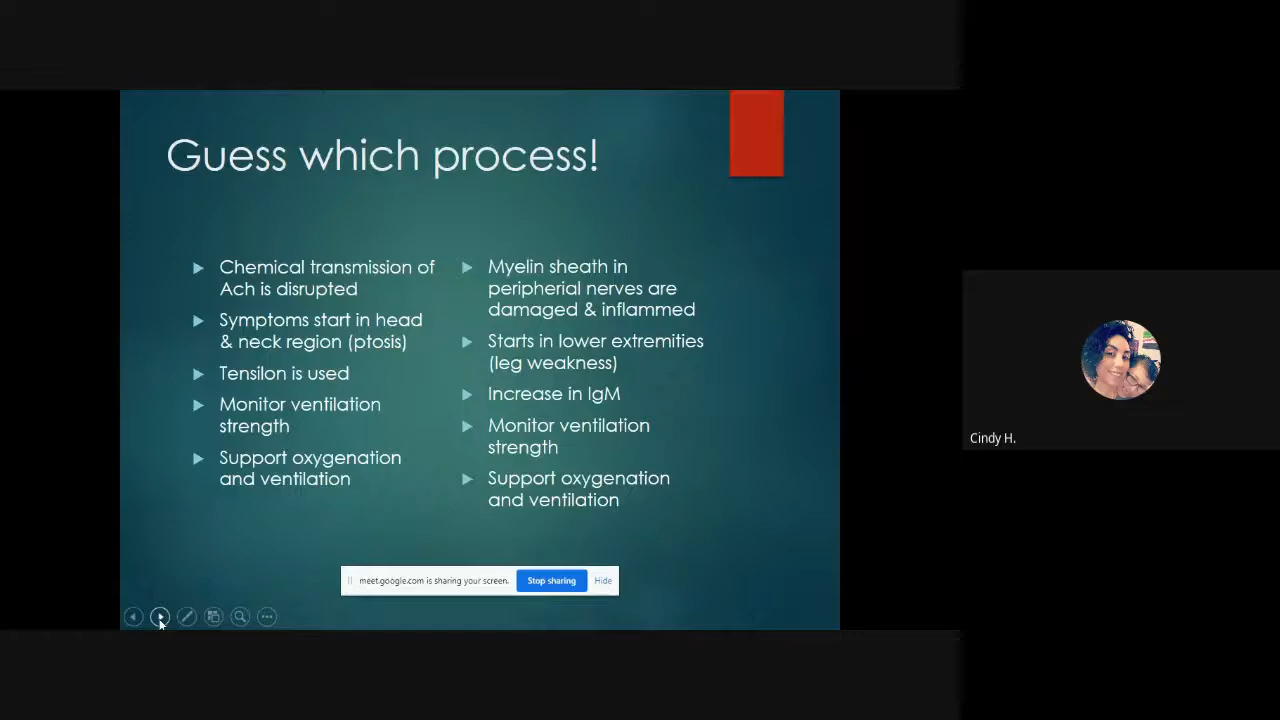 Guess which process!
Chemical transmission of
Ach is disrupted
Symptoms start in head
& neck region (ptosis)
Tensilon is used
Monitor ventilation
strength
Support oxygenation
and ventilation
Myelin sheath in
peripherial nerves are
damaged & inflammed
Starts in lower extremities
(leg weakness)
Increase in IgM
Monitor ventilation
strength
Support oxygenation
and ventilation
meet.google.com is sharing your screen. Stop sharing Hide
Cindy H.